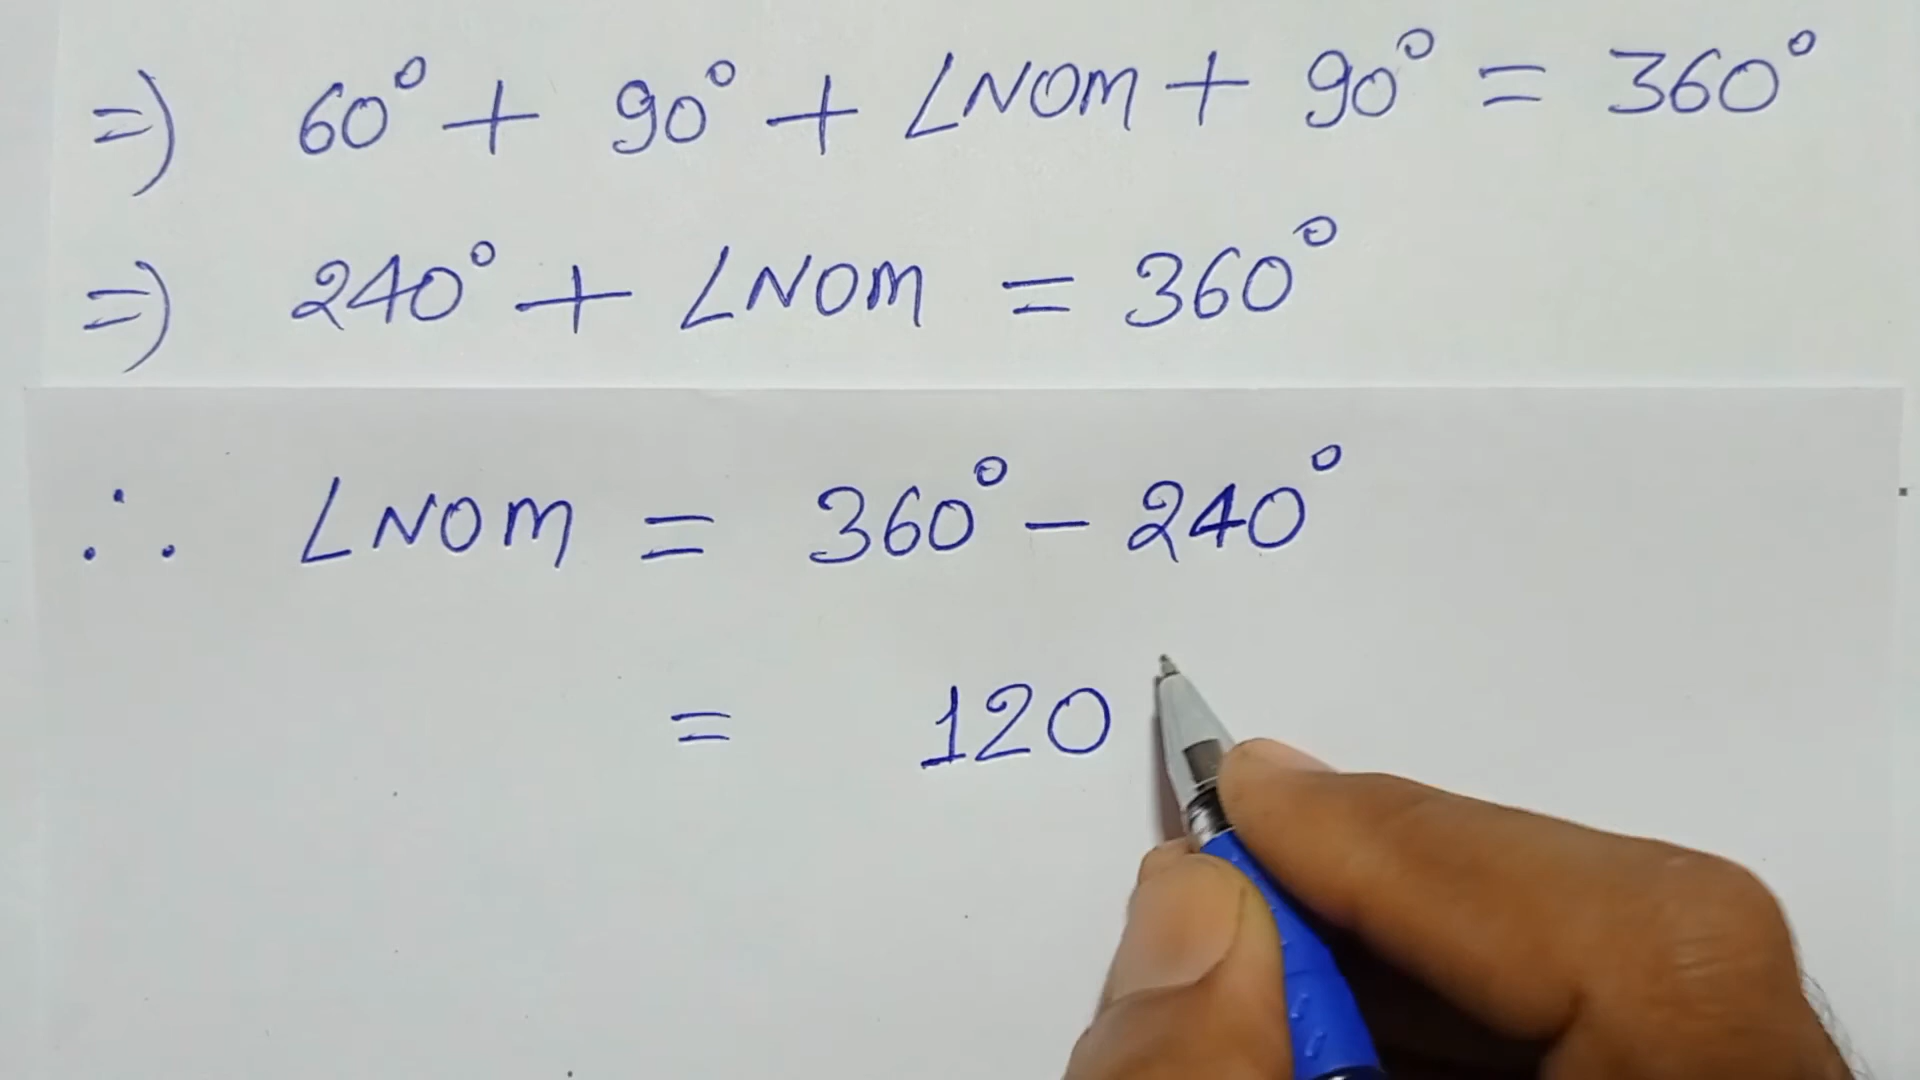 ⇒ 60° + 90° + ∠NOM + 90° = 360°
⇒ 240° + ∠NOM = 360°
∴ ∠NOM = 360° - 240°
= 120